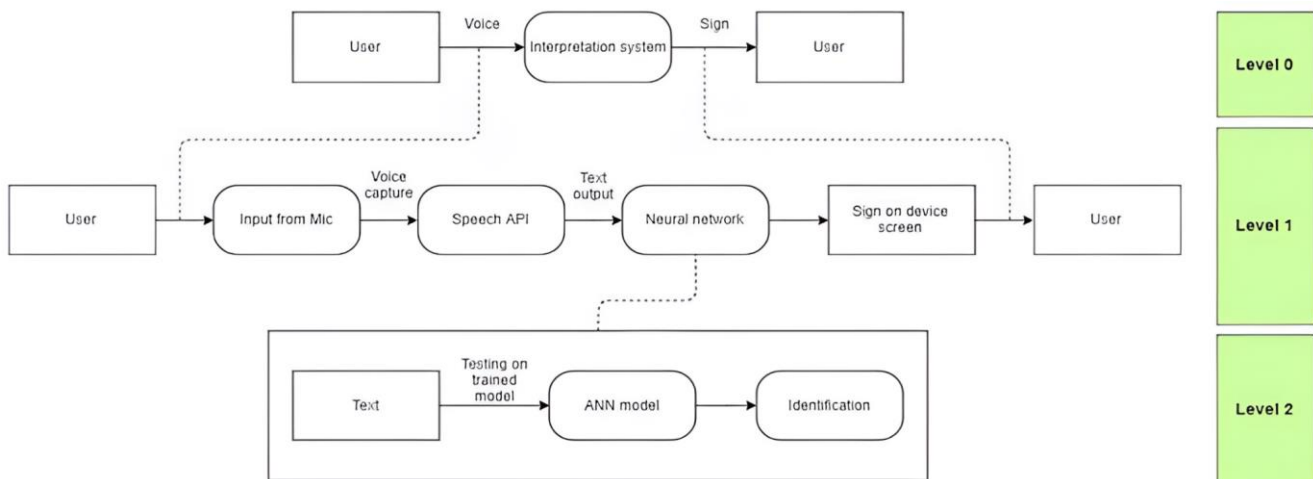 Voice
Sign
User
Interpretation system
User
Level 0
Voice
capture
Text
output
User
Input from Mic
Speech API
Neural network
Sign on device
screen
User
Level 1
Testing on
trained
model
Text
ANN model
Identification
Level 2